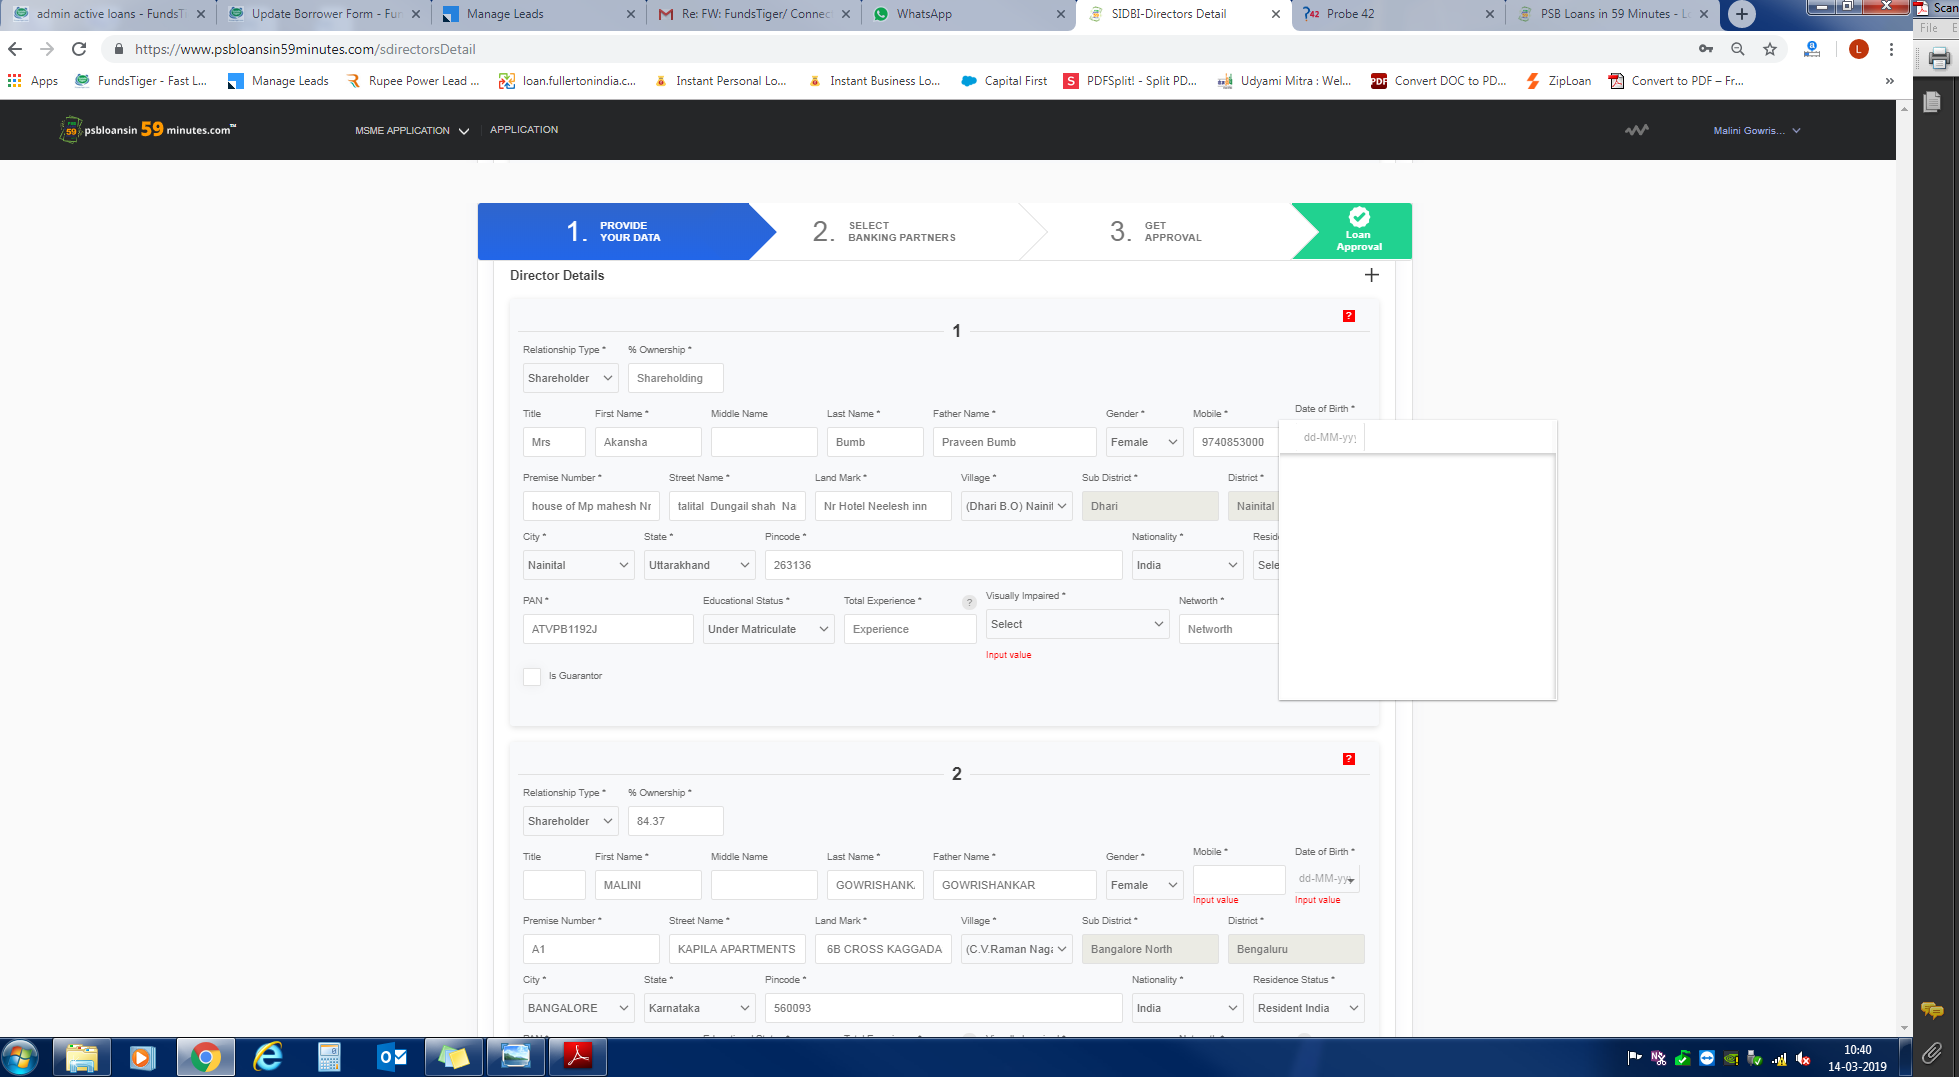 admin active loans - FundsTi
Update Borrower Form - Fun
Manage Leads
Re: FW: FundsTiger/ Connect
WhatsApp
SIDBI-Directors Detail
Probe 42
PSB Loans in 59 Minutes - Lo
Scan
https://www.psbloansin59minutes.com/sdirectorsDetail
L
File E
Apps
FundsTiger - Fast L...
Manage Leads
Rupee Power Lead ...
loan.fullertonindia.c...
Instant Personal Lo...
Instant Business Lo...
Capital First
PDFSplit! - Split PD...
Udyami Mitra : Wel...
Convert DOC to PD...
ZipLoan
Convert to PDF – Fr...
»
psbloansin 59 minutes.com™
MSME APPLICATION
APPLICATION
Malini Gowris...
1. PROVIDE YOUR DATA
2. SELECT BANKING PARTNERS
3. GET APPROVAL
Loan Approval
Director Details
+
?
1
Relationship Type * % Ownership *
Shareholder Shareholding
Title First Name * Middle Name Last Name * Father Name * Gender * Mobile * Date of Birth *
Mrs Akansha Bumb Praveen Bumb Female 9740853000 dd-MM-yyy
Premise Number * Street Name * Land Mark * Village * Sub District * District *
house of Mp mahesh Nr talital Dungail shah Na Nr Hotel Neelesh inn (Dhari B.O) Nainit Dhari Nainital
City * State * Pincode * Nationality * Reside
Nainital Uttarakhand 263136 India Sele
PAN * Educational Status * Total Experience * ? Visually Impaired * Networth *
ATVPB1192J Under Matriculate Experience Select Networth
Input value
Is Guarantor
?
2
Relationship Type * % Ownership *
Shareholder 84.37
Title First Name * Middle Name Last Name * Father Name * Gender * Mobile * Date of Birth *
MALINI GOWRISHANK GOWRISHANKAR Female dd-MM-yy
Input value Input value
Premise Number * Street Name * Land Mark * Village * Sub District * District *
A1 KAPILA APARTMENTS 6B CROSS KAGGADA (C.V.Raman Naga Bangalore North Bengaluru
City * State * Pincode * Nationality * Residence Status *
BANGALORE Karnataka 560093 India Resident India
10:40
14-03-2019